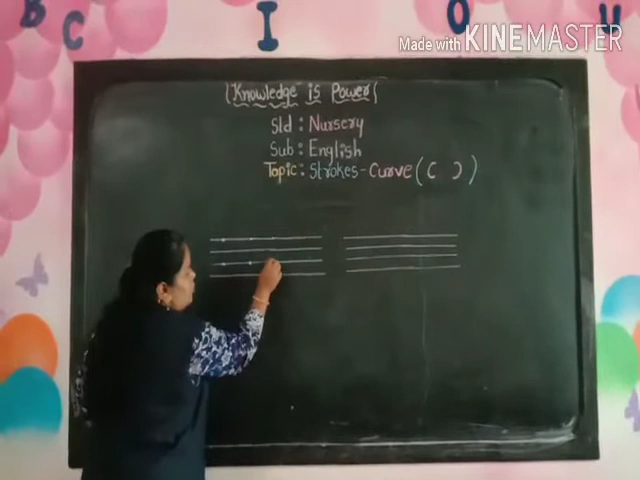 B C I O U
Made with KINEMASTER
(Knowledge is Power)
Std : Nursery
Sub : English
Topic : Strokes - Curve ( C Ɔ )